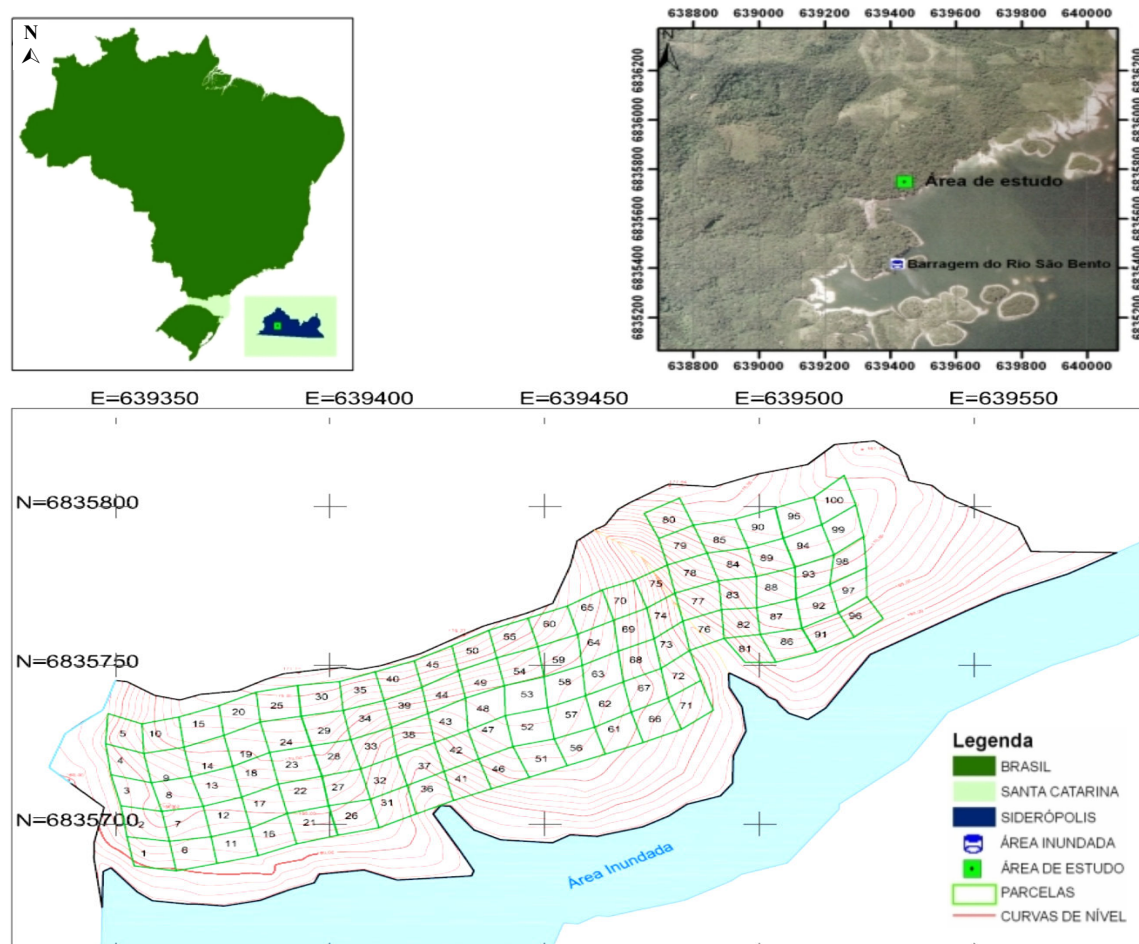 N
638800 639000 639200 639400 639600 639800 640000
N
6836200 6836200
6836000 6836000
6835800 6835800
Área de estudo
6835600 6835600
6835400 6835400
Barragem do Rio São Bento
6835200 6835200
638800 639000 639200 639400 639600 639800 640000
E=639350 E=639400 E=639450 E=639500 E=639550
N=6835800
N=6835750
N=6835700
100
80 90 95
79 85 99
78 84 89 94 98
75 77 83 88 93 97
65 70 74 76 82 87 92 96
50 55 60 64 69 73 81 86 91
30 35 40 45 49 54 59 63 68 72
5 10 15 20 25 29 34 39 44 48 53 58 62 67 71
4 9 14 19 24 28 33 38 43 47 52 57 61 66
3 8 13 18 23 27 32 37 42 46 51 56
2 7 12 17 22 26 31 36 41
1 6 11 16 21
Área Inundada
Legenda
BRASIL
SANTA CATARINA
SIDERÓPOLIS
ÁREA INUNDADA
ÁREA DE ESTUDO
PARCELAS
CURVAS DE NÍVEL